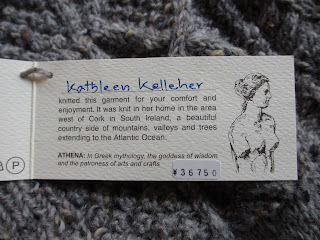 Kathleen Kelleher
knitted this garment for your comfort and
enjoyment. It was knit in her home in the area
west of Cork in South Ireland, a beautiful
country side of mountains, valleys and trees
extending to the Atlantic Ocean.
ATHENA: In Greek mythology, the goddess of wisdom
and the patroness of arts and crafts
¥36750
P